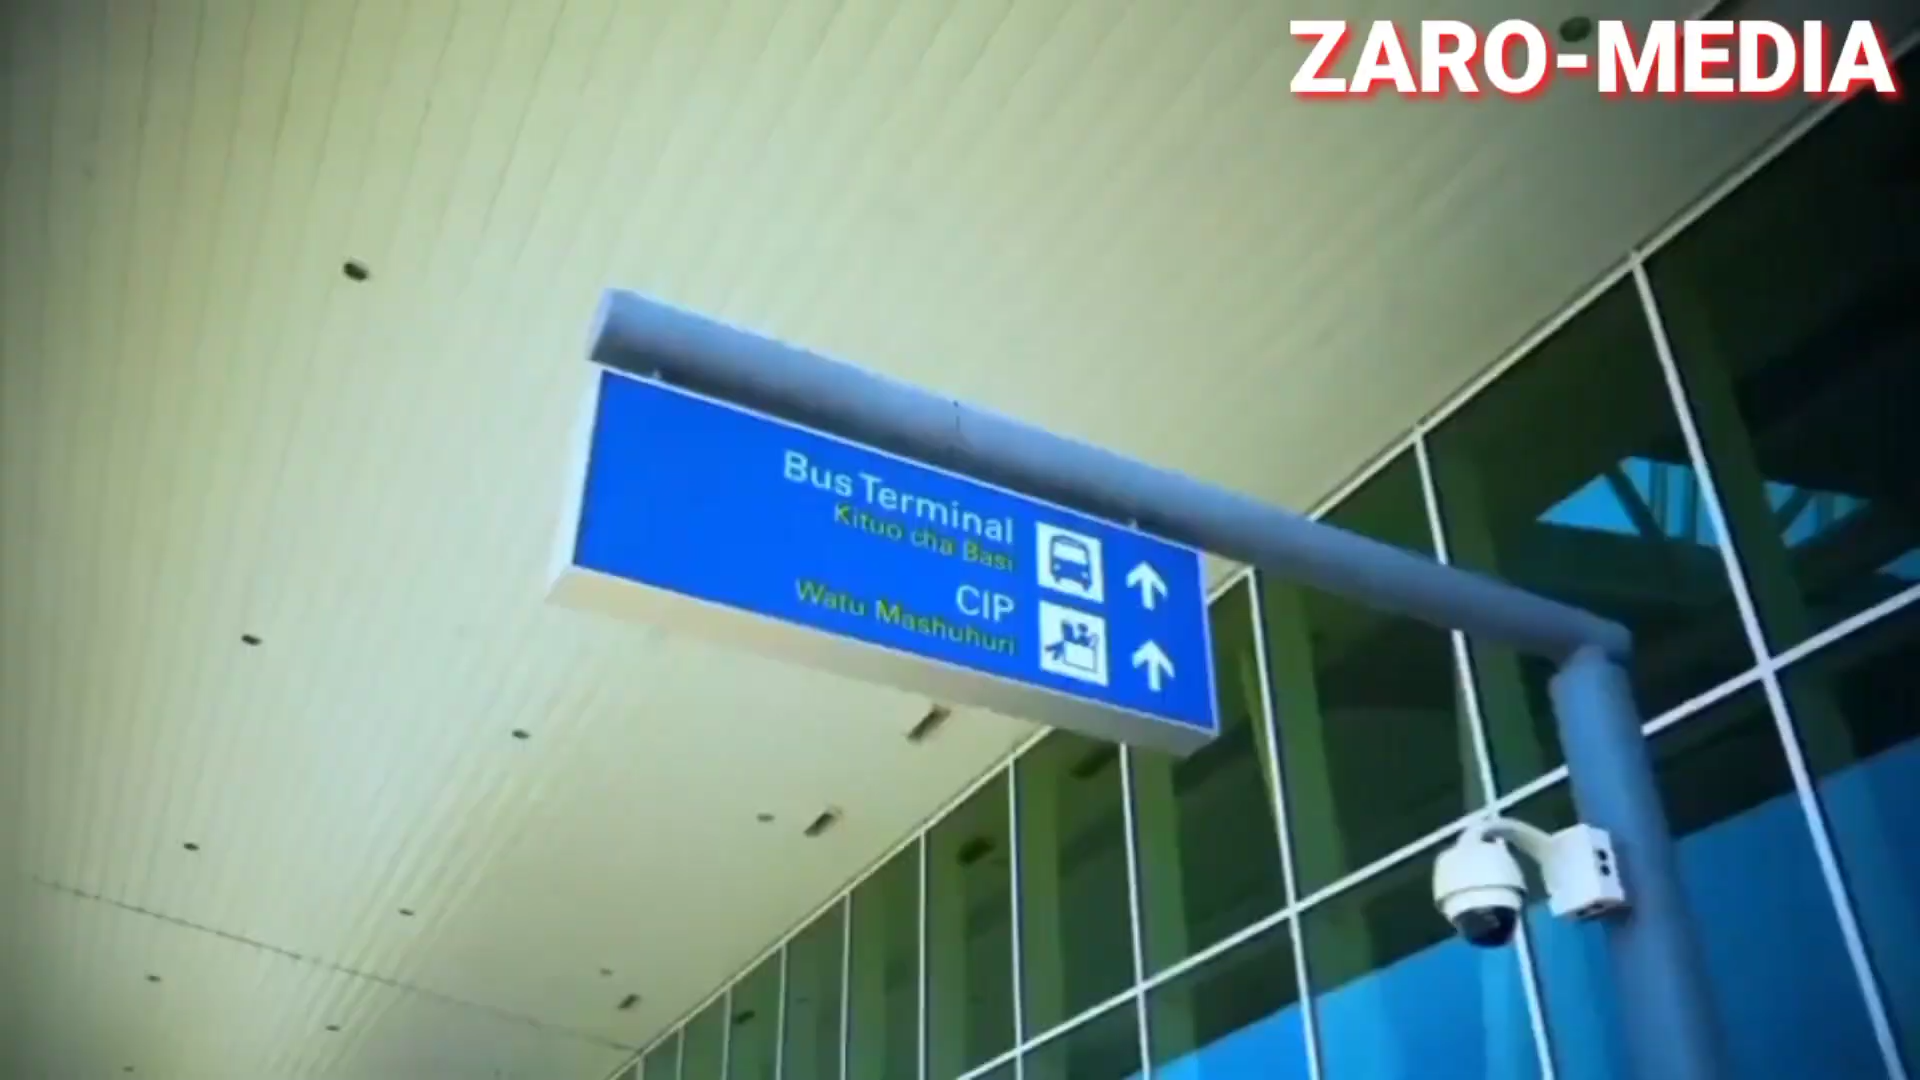 ZARO-MEDIA
Bus Terminal
Kituo cha Basi
CIP
Watu Mashuhuri